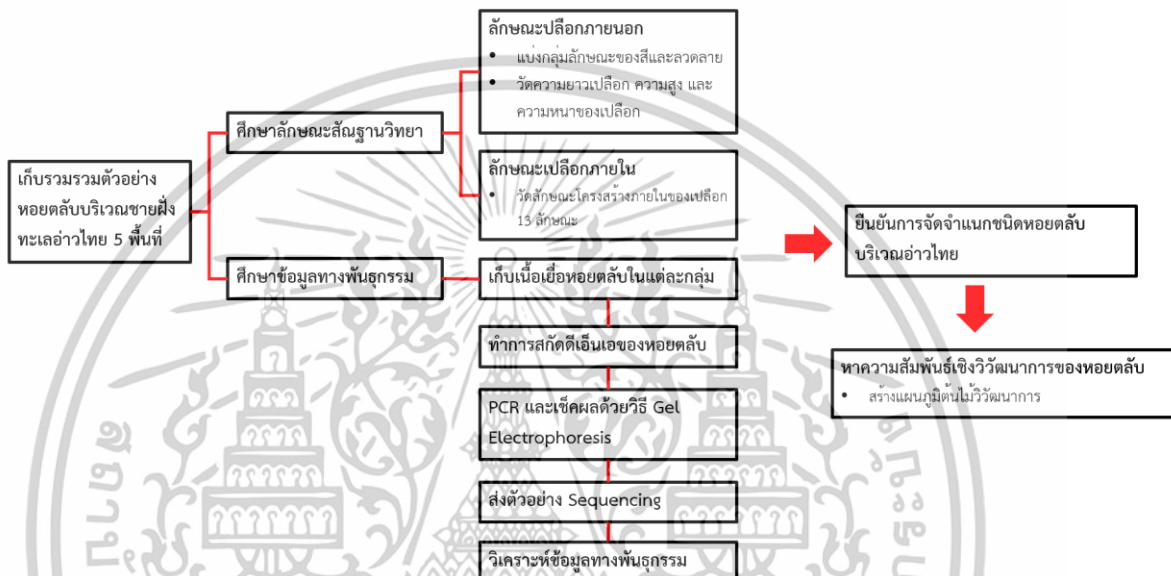 เก็บรวมรวมตัวอย่าง
หอยตลับบริเวณชายฝั่ง
ทะเลอ่าวไทย 5 พื้นที่
ศึกษาลักษณะสัณฐานวิทยา
ลักษณะเปลือกภายนอก
• แบ่งกลุ่มลักษณะของสีและลวดลาย
• วัดความยาวเปลือก ความสูง และ
ความหนาของเปลือก
ลักษณะเปลือกภายใน
• วัดลักษณะโครงสร้างภายในของเปลือก
13 ลักษณะ
ศึกษาข้อมูลทางพันธุกรรม
เก็บเนื้อเยื่อหอยตลับในแต่ละกลุ่ม
ทำการสกัดดีเอ็นเอของหอยตลับ
PCR และเช็คผลด้วยวิธี Gel
Electrophoresis
ส่งตัวอย่าง Sequencing
วิเคราะห์ข้อมูลทางพันธุกรรม
ยืนยันการจัดจำแนกชนิดหอยตลับ
บริเวณอ่าวไทย
หาความสัมพันธ์เชิงวิวัฒนาการของหอยตลับ
• สร้างแผนภูมิต้นไม้วิวัฒนาการ